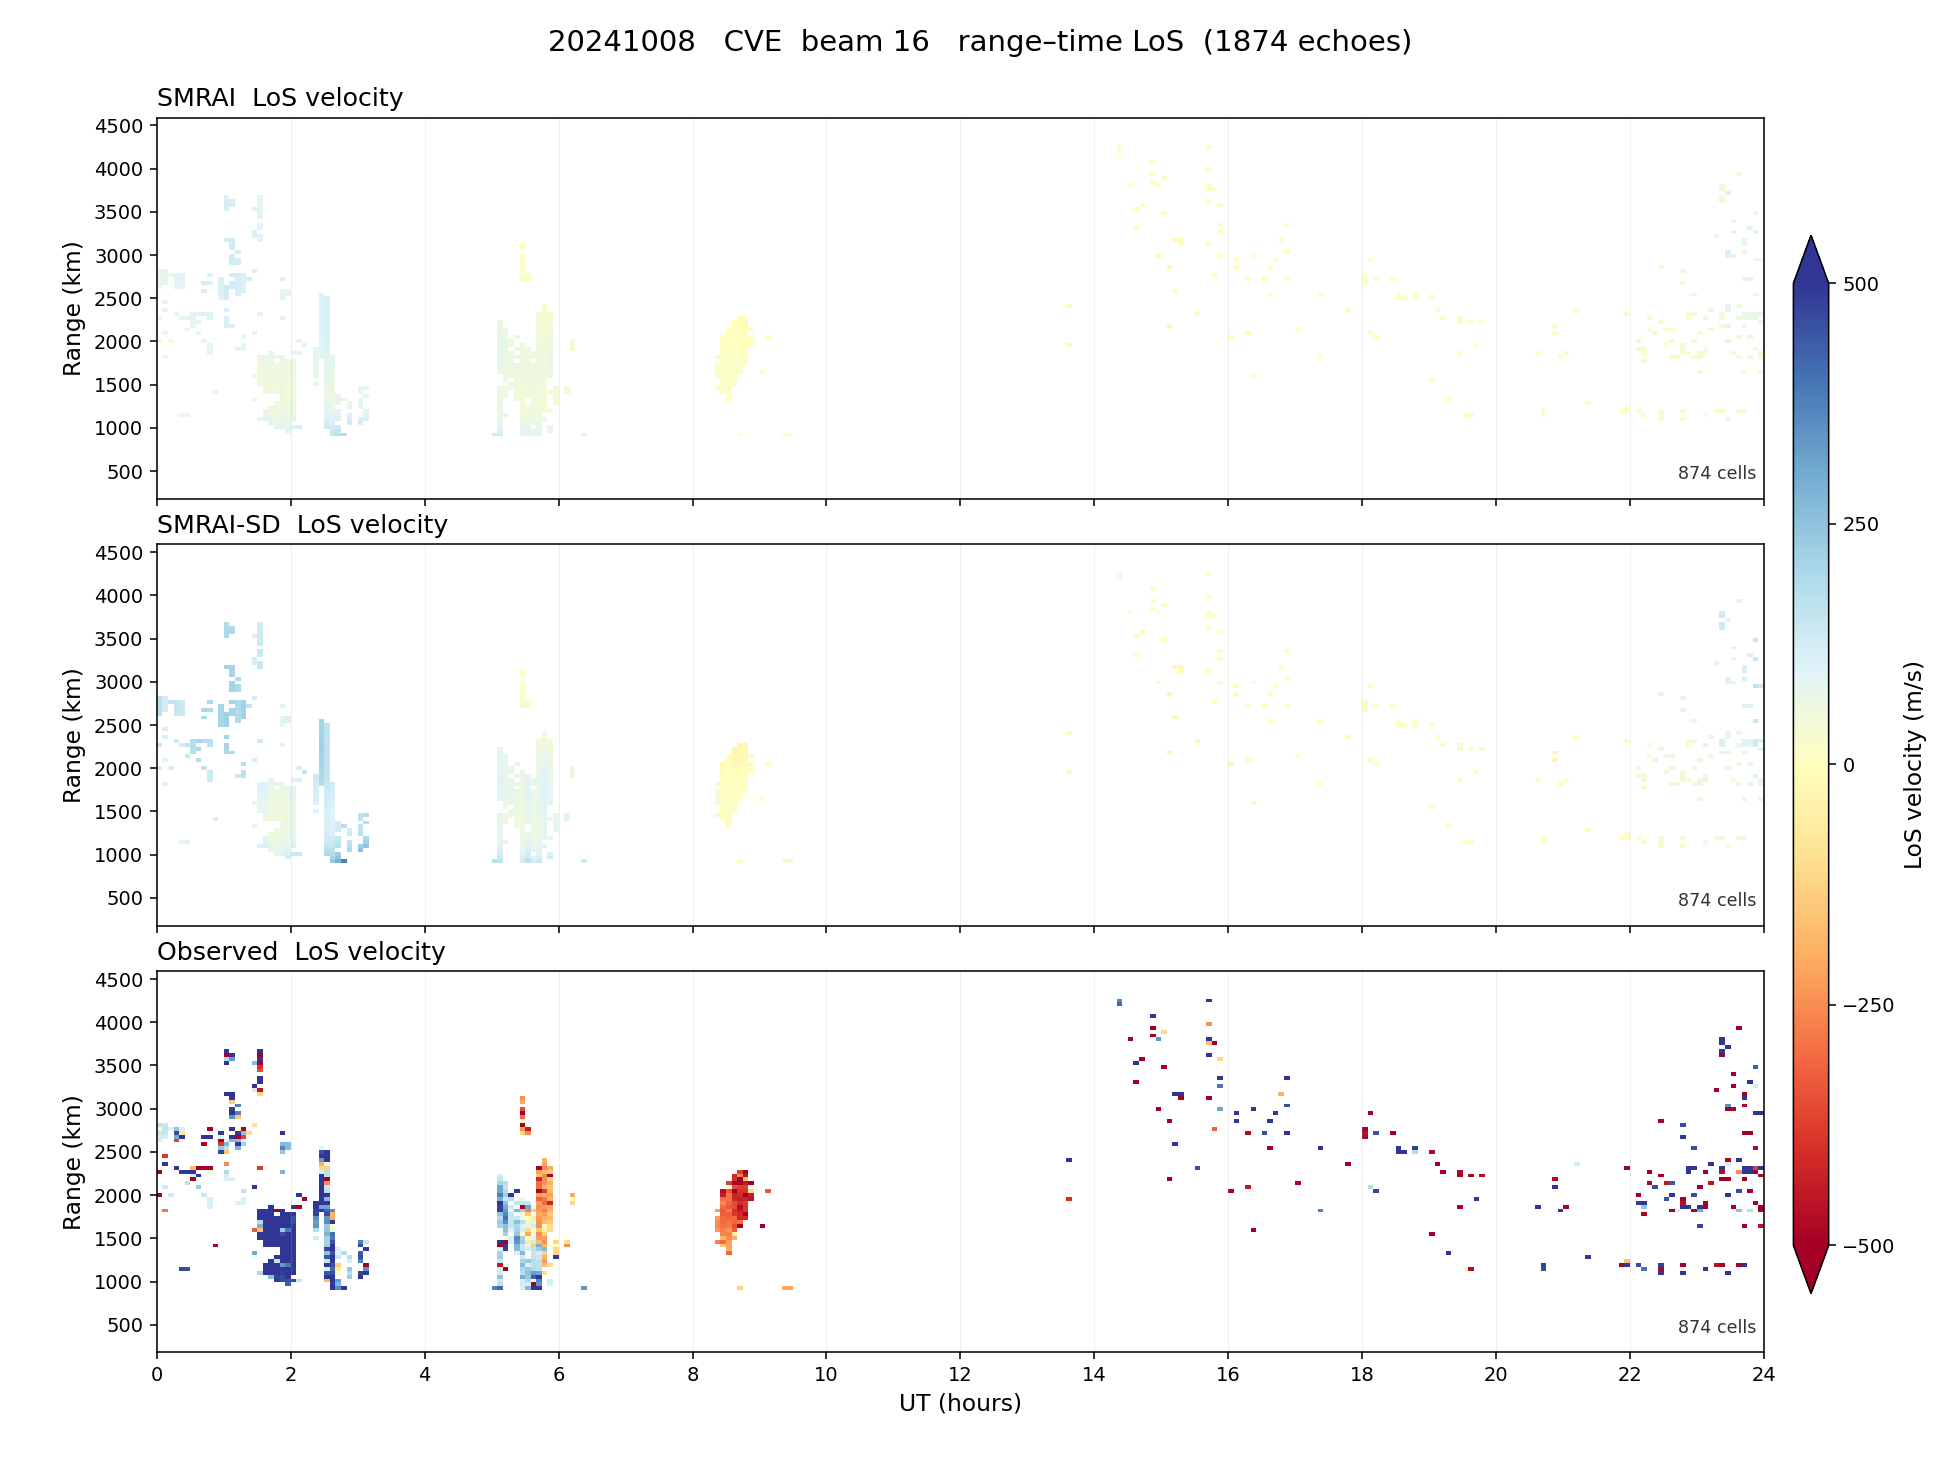 20241008   CVE  beam 16   range–time LoS  (1874 echoes)
SMRAI  LoS velocity
4500
4000
3500
3000
2500
2000
1500
1000
500
Range (km)
874 cells
SMRAI-SD  LoS velocity
4500
4000
3500
3000
2500
2000
1500
1000
500
Range (km)
874 cells
Observed  LoS velocity
4500
4000
3500
3000
2500
2000
1500
1000
500
Range (km)
874 cells
0 2 4 6 8 10 12 14 16 18 20 22 24
UT (hours)
500
250
0
−250
−500
LoS velocity (m/s)